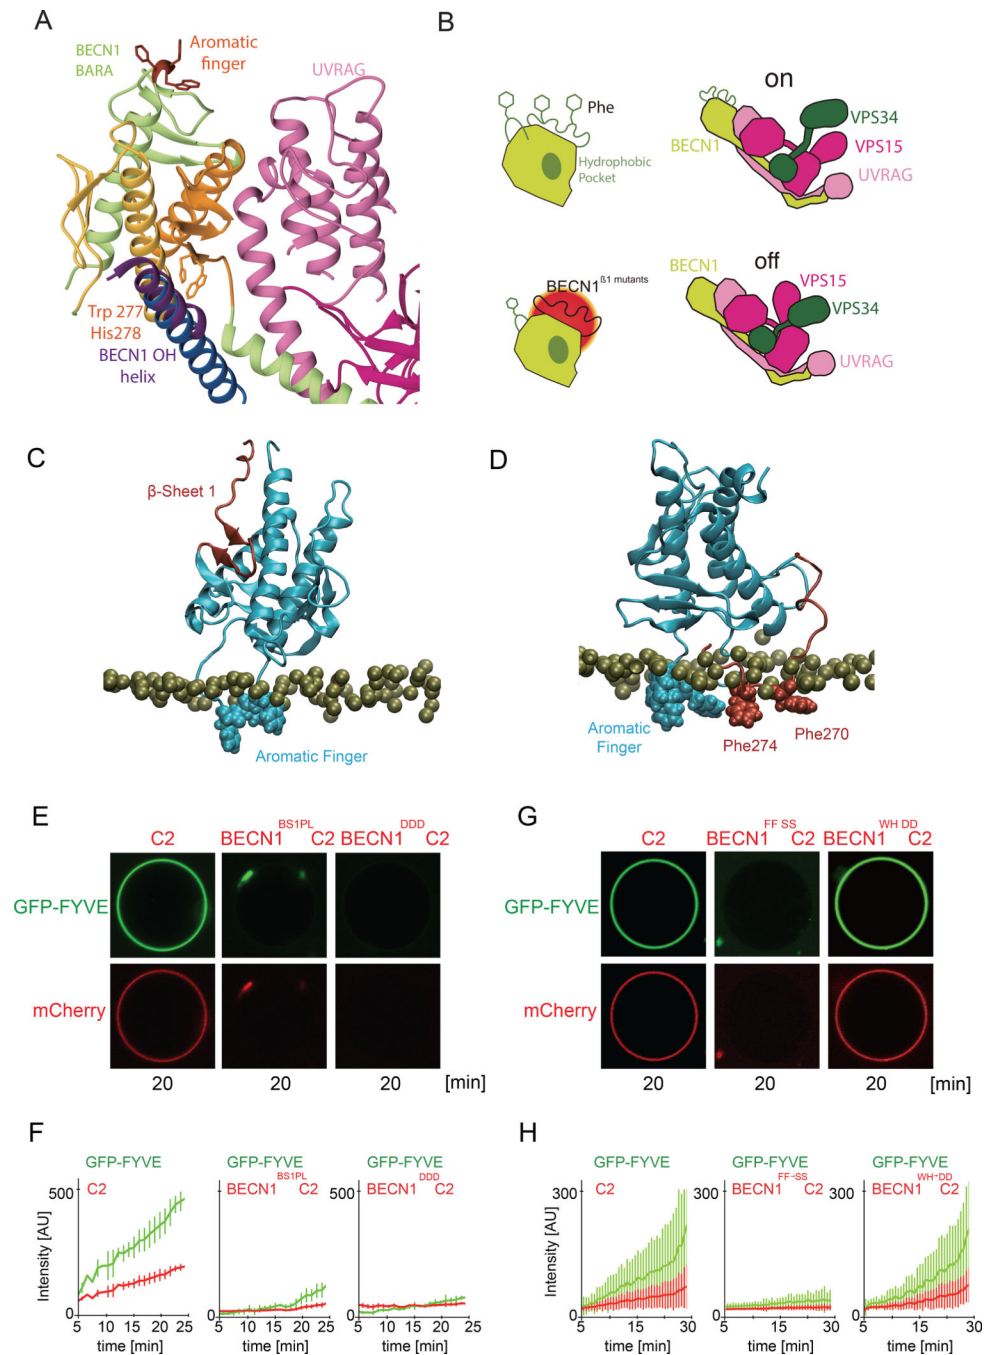 A
BECN1
BARA
Aromatic
finger
UVRAG
Trp 277
His278
BECN1 OH
helix
B
Phe
Hydrophobic
Pocket
on
BECN1
VPS34
VPS15
UVRAG
BECN1 ß1 mutants
off
BECN1
VPS15
VPS34
UVRAG
C
β-Sheet 1
Aromatic Finger
D
Aromatic
Finger
Phe274
Phe270
E
C2
BECN1 BS1PL C2
BECN1 DDD C2
GFP-FYVE
mCherry
20 20 20 [min]
G
C2
BECN1 FF SS C2
BECN1 WH DD C2
GFP-FYVE
mCherry
20 20 20 [min]
F
GFP-FYVE GFP-FYVE GFP-FYVE
500 C2
BECN1 BS1PL C2
500 BECN1 DDD C2
Intensity [AU]
0 0 0
5 10 15 20 25 5 10 15 20 25 5 10 15 20 25
time [min] time [min] time [min]
H
GFP-FYVE GFP-FYVE GFP-FYVE
300 C2
300 BECN1 FF→SS C2
300 BECN1 WH→DD C2
Intensity [AU]
0 0 0
5 10 15 20 30 5 10 15 20 30 5 10 15 20 30
time [min] time [min] time [min]